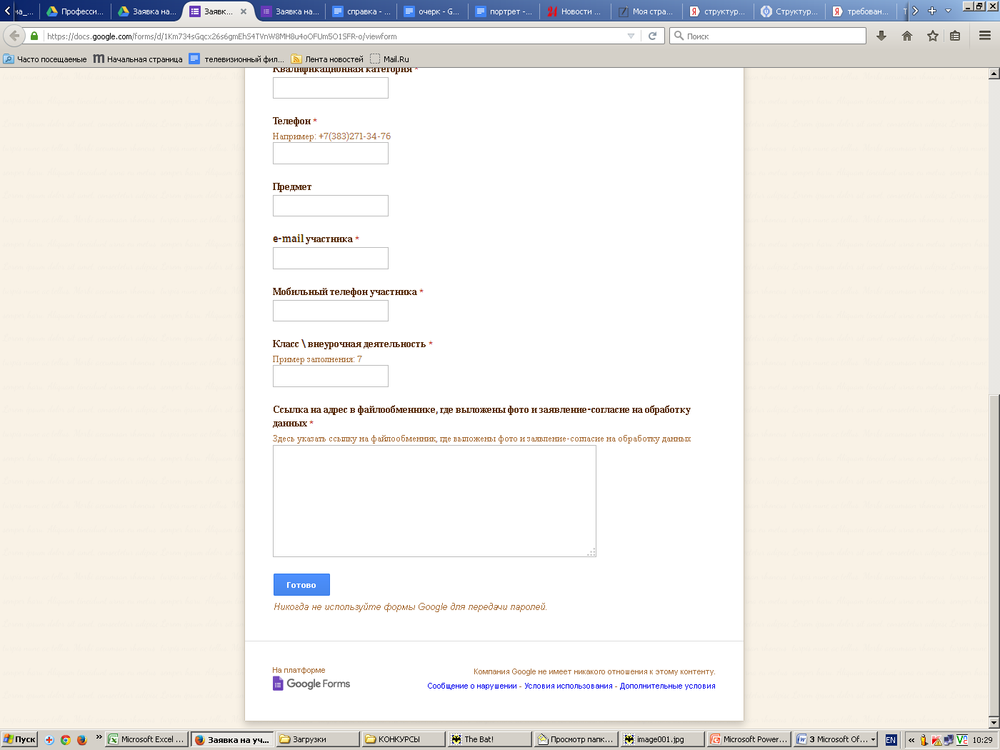 ма_...
Професси...
Заявка на...
Заявк...
Заявка на...
справка - ...
очерк - G...
портрет -...
Новости ...
Моя стра...
структур...
Структур...
требован...
https://docs.google.com/forms/d/1Km734sGqcx26s6gmEhS4TVnW8MH8u4oOFUm5O1SFR-o/viewform
Поиск
Часто посещаемые
Начальная страница
телевизионный фил...
Лента новостей
Mail.Ru
Квалификационная категория *
Телефон *
Например: +7(383)271-34-76
Предмет
e-mail участника *
Мобильный телефон участника *
Класс \ внеурочная деятельность *
Пример заполнения: 7
Ссылка на адрес в файлообменнике, где выложены фото и заявление-согласие на обработку
данных *
Здесь указать ссылку на файлообменник, где выложены фото и заявление-согласие на обработку данных
Готово
Никогда не используйте формы Google для передачи паролей.
На платформе
Google Forms
Компания Google не имеет никакого отношения к этому контенту.
Сообщение о нарушении - Условия использования - Дополнительные условия
Пуск
»
Microsoft Excel ...
Заявка на уч...
Загрузки
КОНКУРСЫ
The Bat!
Просмотр папк...
image001.jpg
Microsoft Power...
3 Microsoft Of...
EN
«
10:29